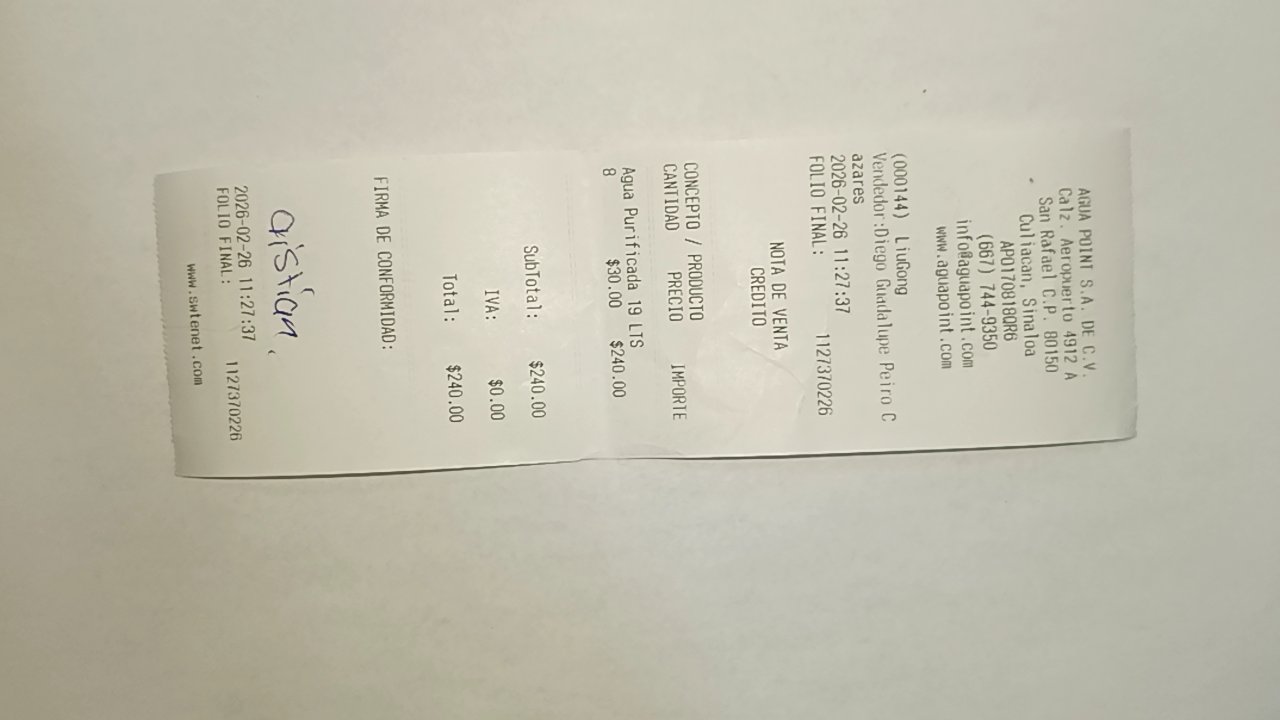 AGUA POINT S.A. DE C.V.
Calz. Aeropuerto 4912 A
San Rafael C.P. 80150
Culiacan, Sinaloa
APO170818QR6
(667) 744-9350
info@aguapoint.com
www.aguapoint.com
(000144) LiuGong
Vendedor:Diego Guadalupe Peiro C
azares
2026-02-26 11:27:37
FOLIO FINAL: 1127370226
NOTA DE VENTA
CREDITO
CONCEPTO / PRODUCTO
CANTIDAD PRECIO IMPORTE
Agua Purificada 19 LTS
8 $30.00 $240.00
SubTotal: $240.00
IVA: $0.00
Total: $240.00
FIRMA DE CONFORMIDAD:
Cristian.
2026-02-26 11:27:37
FOLIO FINAL: 1127370226
www.swtenet.com